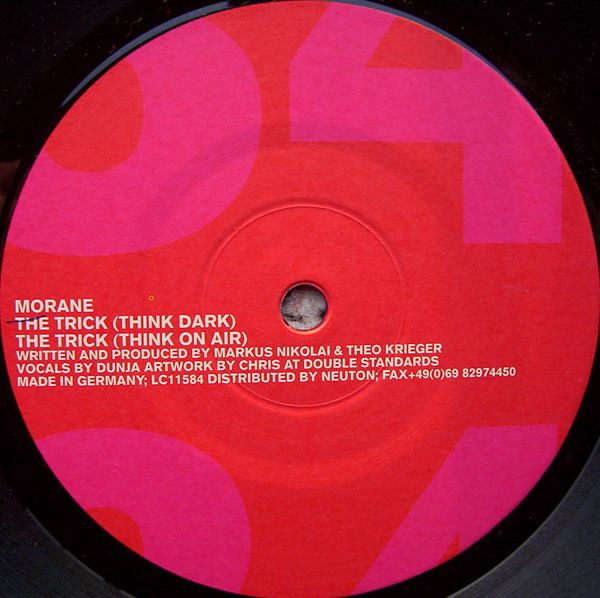 04
MORANE
THE TRICK (THINK DARK)
THE TRICK (THINK ON AIR)
WRITTEN AND PRODUCED BY MARKUS NIKOLAI & THEO KRIEGER
VOCALS BY DUNJA ARTWORK BY CHRIS AT DOUBLE STANDARDS
MADE IN GERMANY; LC11584 DISTRIBUTED BY NEUTON; FAX+49(0)69 82974450
04